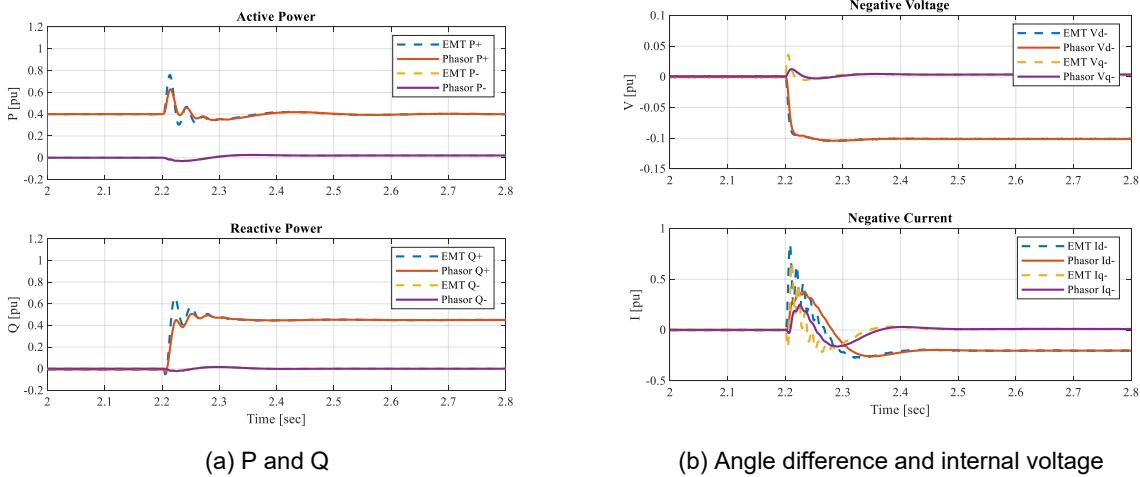 Active Power
1.2
1
0.8
0.6
0.4
0.2
0
-0.2
P [pu]
EMT P+
Phasor P+
EMT P-
Phasor P-
2 2.1 2.2 2.3 2.4 2.5 2.6 2.7 2.8
Reactive Power
1.2
1
0.8
0.6
0.4
0.2
0
-0.2
Q [pu]
EMT Q+
Phasor Q+
EMT Q-
Phasor Q-
2 2.1 2.2 2.3 2.4 2.5 2.6 2.7 2.8
Time [sec]
(a) P and Q
Negative Voltage
0.1
0.05
0
-0.05
-0.1
-0.15
V [pu]
EMT Vd-
Phasor Vd-
EMT Vq-
Phasor Vq-
2 2.1 2.2 2.3 2.4 2.5 2.6 2.7 2.8
Negative Current
1
0.5
0
-0.5
I [pu]
EMT Id-
Phasor Id-
EMT Iq-
Phasor Iq-
2 2.1 2.2 2.3 2.4 2.5 2.6 2.7 2.8
Time [sec]
(b) Angle difference and internal voltage